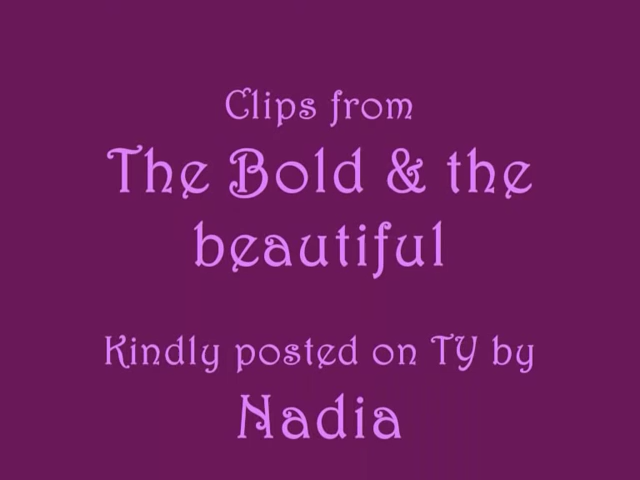 Clips from
The Bold & the
beautiful
Kindly posted on TY by
Nadia